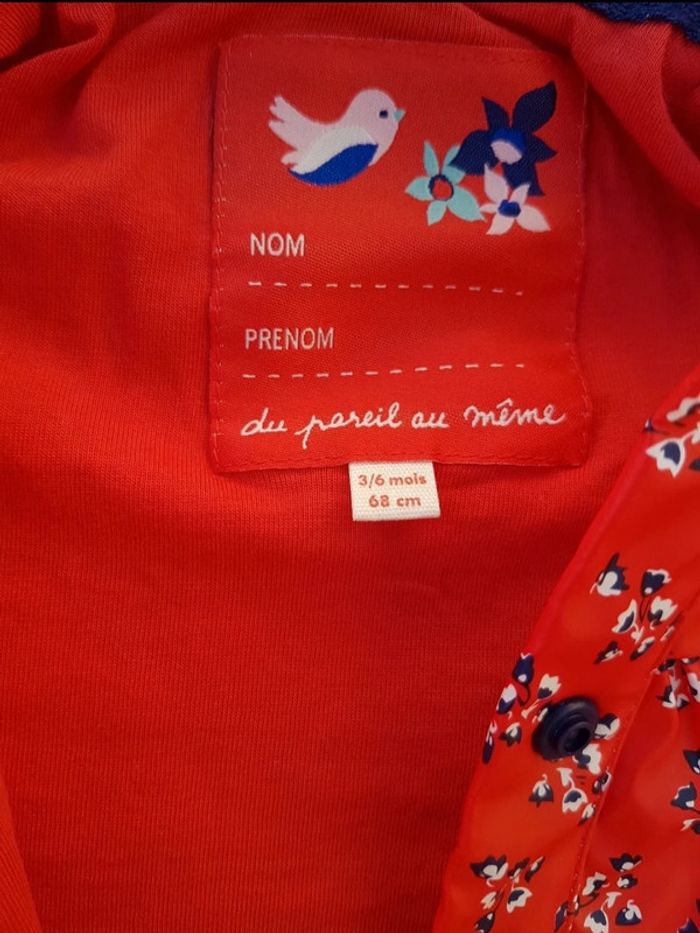 NOM
PRENOM
du pareil au même
3/6 mois
68 cm